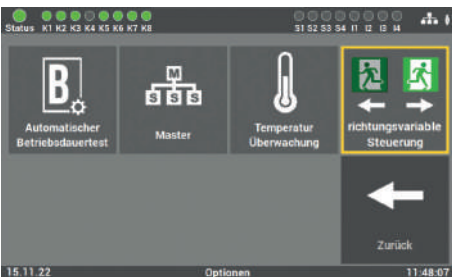 Status K1 K2 K3 K4 K5 K6 K7 K8 S1 S2 S3 S4 I1 I2 I3 I4
B
M
S S S
Automatischer
Betriebsdauertest
Master
Temperatur
Überwachung
richtungsvariable
Steuerung
Zurück
15.11.22 Optionen 11:48:07